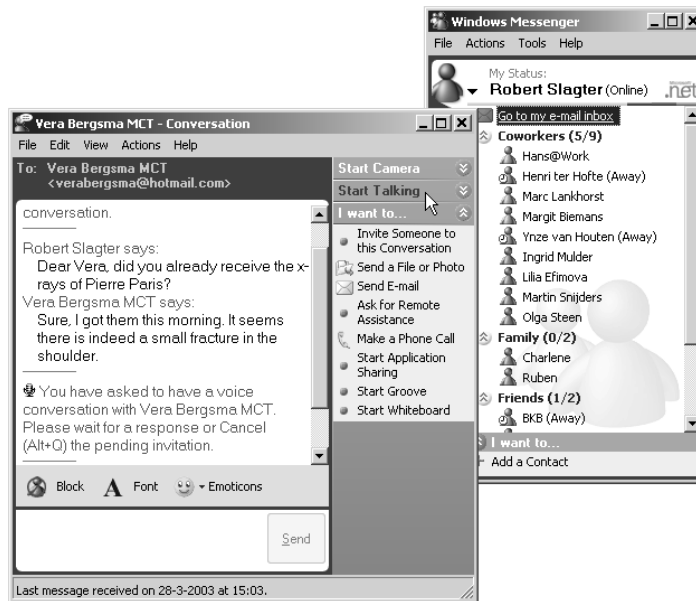 Windows Messenger
File Actions Tools Help
My Status:
Robert Slagter (Online)
.net
Go to my e-mail inbox
Coworkers (5/9)
Hans@Work
Henri ter Hofte (Away)
Marc Lankhorst
Margit Biemans
Ynze van Houten (Away)
Ingrid Mulder
Lilia Efimova
Martin Snijders
Olga Steen
Family (0/2)
Charlene
Ruben
Friends (1/2)
BKB (Away)
I want to...
Add a Contact
Vera Bergsma MCT - Conversation
File Edit View Actions Help
To: Vera Bergsma MCT
<verabergsma@hotmail.com>
conversation.
Robert Slagter says:
Dear Vera, did you already receive the x-
rays of Pierre Paris?
Vera Bergsma MCT says:
Sure, I got them this morning. It seems
there is indeed a small fracture in the
shoulder.
You have asked to have a voice
conversation with Vera Bergsma MCT.
Please wait for a response or Cancel
(Alt+Q) the pending invitation.
Block A Font Emoticons
Send
Last message received on 28-3-2003 at 15:03.
Start Camera
Start Talking
I want to...
Invite Someone to
this Conversation
Send a File or Photo
Send E-mail
Ask for Remote
Assistance
Make a Phone Call
Start Application
Sharing
Start Groove
Start Whiteboard